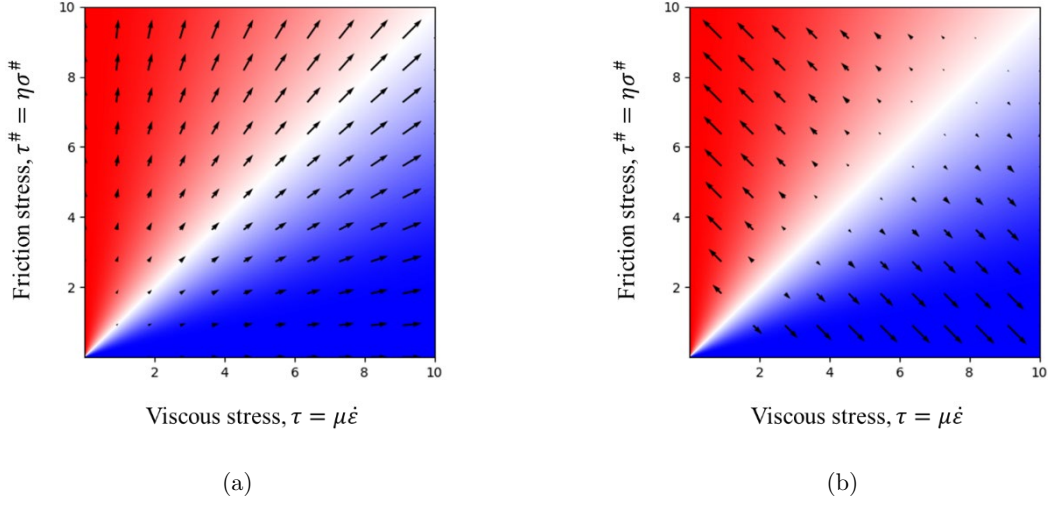 10
8
6
4
2
2 4 6 8 10
Friction stress, τ^# = ησ^#
Viscous stress, τ = με̇
(a)
10
8
6
4
2
2 4 6 8 10
Friction stress, τ^# = ησ^#
Viscous stress, τ = με̇
(b)